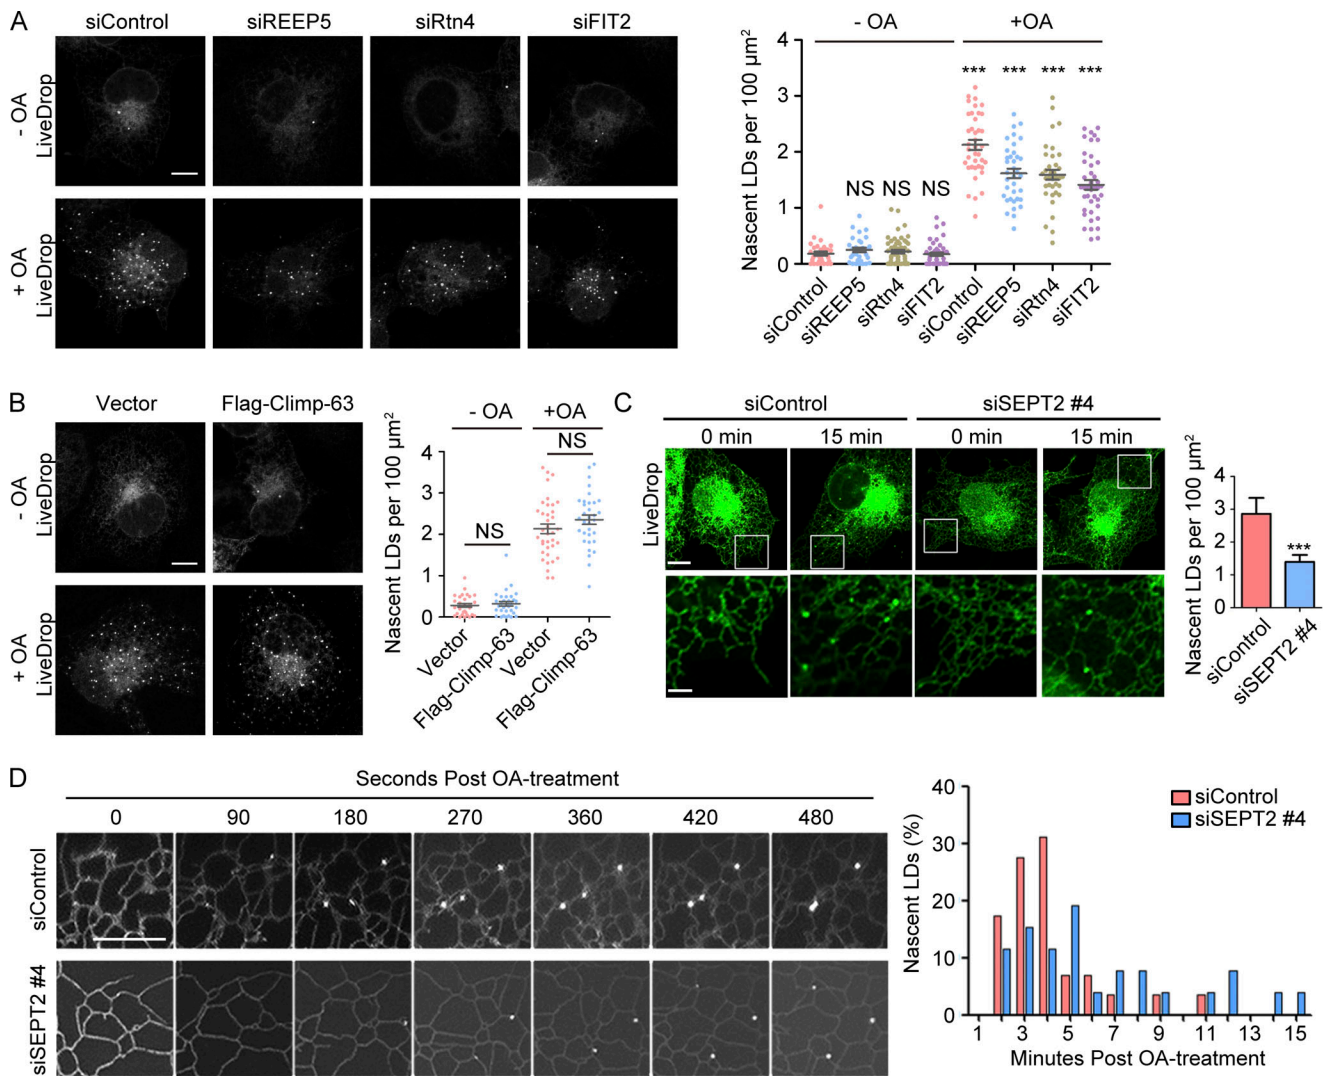 A
siControl siREEP5 siRtn4 siFIT2
- OA
LiveDrop
+ OA
LiveDrop
- OA +OA
Nascent LDs per 100 µm²
4
3
2
1
0
NS NS NS
*** *** *** ***
siControl siREEP5 siRtn4 siFIT2 siControl siREEP5 siRtn4 siFIT2
B
Vector Flag-Climp-63
- OA
LiveDrop
+ OA
LiveDrop
- OA +OA
Nascent LDs per 100 µm²
4
3
2
1
0
NS
NS
Vector Flag-Climp-63 Vector Flag-Climp-63
C
siControl siSEPT2 #4
0 min 15 min 0 min 15 min
LiveDrop
Nascent LDs per 100 µm²
4
3
2
1
0
***
siControl siSEPT2 #4
D
Seconds Post OA-treatment
0 90 180 270 360 420 480
siControl
siSEPT2 #4
Nascent LDs (%)
40
30
20
10
0
siControl
siSEPT2 #4
1 3 5 7 9 11 13 15
Minutes Post OA-treatment